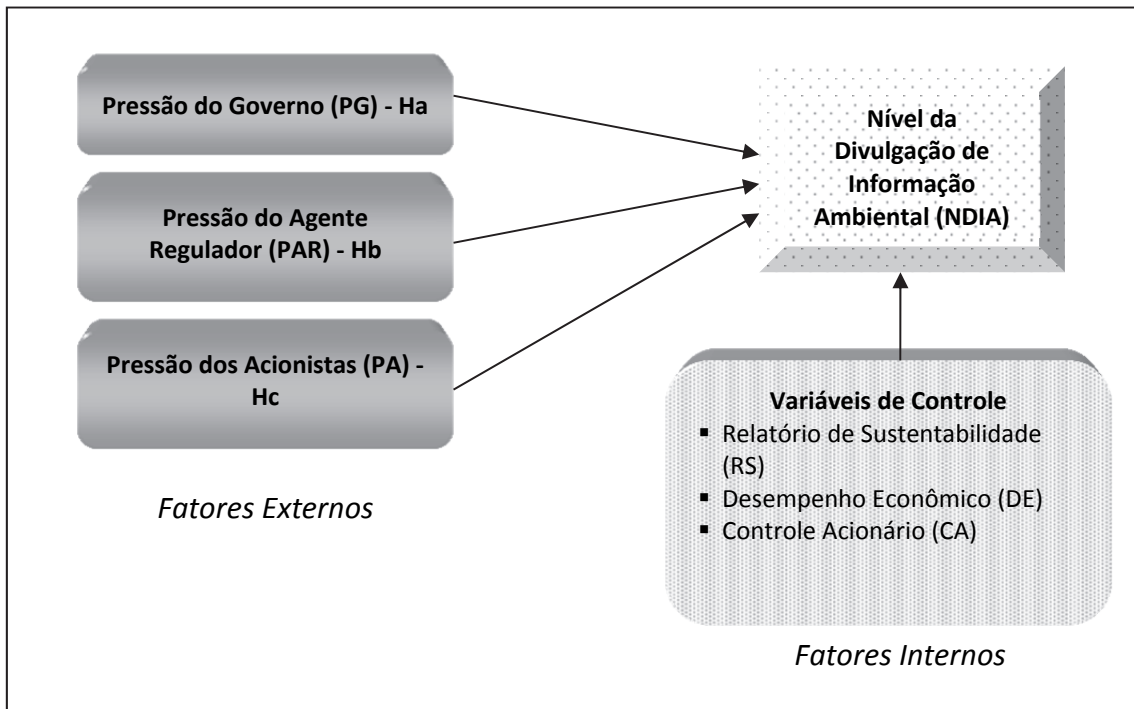 Pressão do Governo (PG) - Ha
Pressão do Agente
Regulador (PAR) - Hb
Pressão dos Acionistas (PA) -
Hc
Fatores Externos
Nível da
Divulgação de
Informação
Ambiental (NDIA)
Variáveis de Controle
▪ Relatório de Sustentabilidade
(RS)
▪ Desempenho Econômico (DE)
▪ Controle Acionário (CA)
Fatores Internos